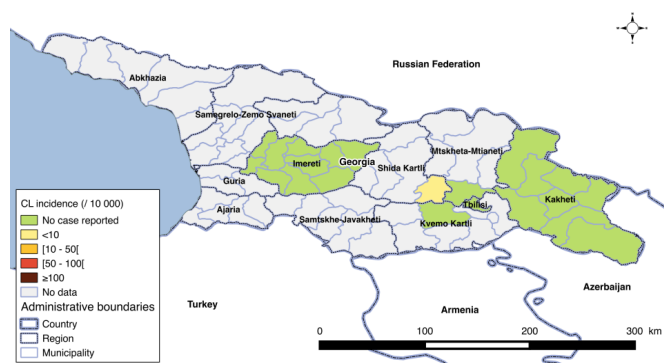 Russian Federation
Abkhazia
Samegrelo-Zemo Svaneti
Imereti
Georgia
Shida Kartli
Mtskheta-Mtianeti
Guria
Kakheti
Tbilisi
Ajaria
Samtskhe-Javakheti
Kvemo Kartli
Azerbaijan
Turkey
Armenia
CL incidence (/ 10 000)
No case reported
<10
[10 - 50[
[50 - 100[
≥100
No data
Administrative boundaries
Country
Region
Municipality
0 100 200 300 km